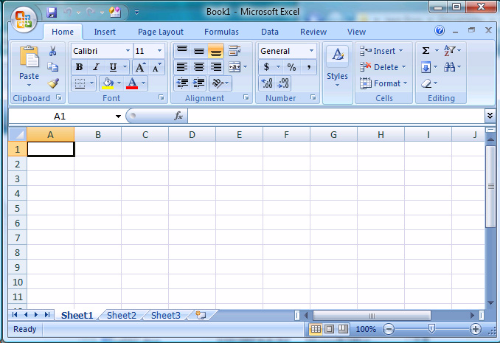 Book1 - Microsoft Excel
Home Insert Page Layout Formulas Data Review View
Calibri 11 General Insert
Paste B I U A A $ % , Styles Delete
Format
Clipboard Font Alignment Number Cells Editing
A1 fx
A B C D E F G H I J
1
2
3
4
5
6
7
8
9
10
11
Sheet1 Sheet2 Sheet3
Ready 100%